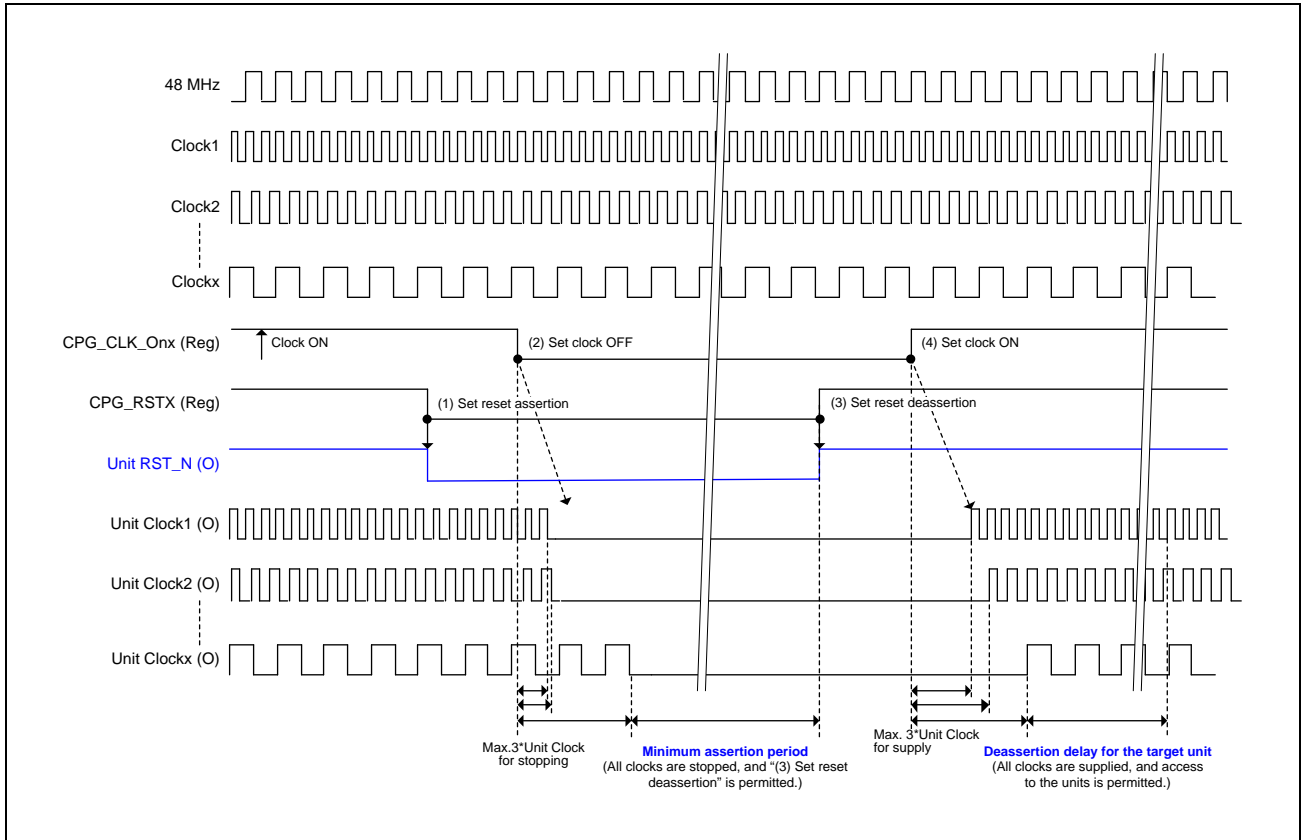 48 MHz
Clock1
Clock2
Clockx
CPG_CLK_Onx (Reg)
Clock ON
(2) Set clock OFF
(4) Set clock ON
CPG_RSTX (Reg)
(1) Set reset assertion
(3) Set reset deassertion
Unit RST_N (O)
Unit Clock1 (O)
Unit Clock2 (O)
Unit Clockx (O)
Max.3*Unit Clock
for stopping
Minimum assertion period
(All clocks are stopped, and “(3) Set reset
deassertion” is permitted.)
Max. 3*Unit Clock
for supply
Deassertion delay for the target unit
(All clocks are supplied, and access
to the units is permitted.)